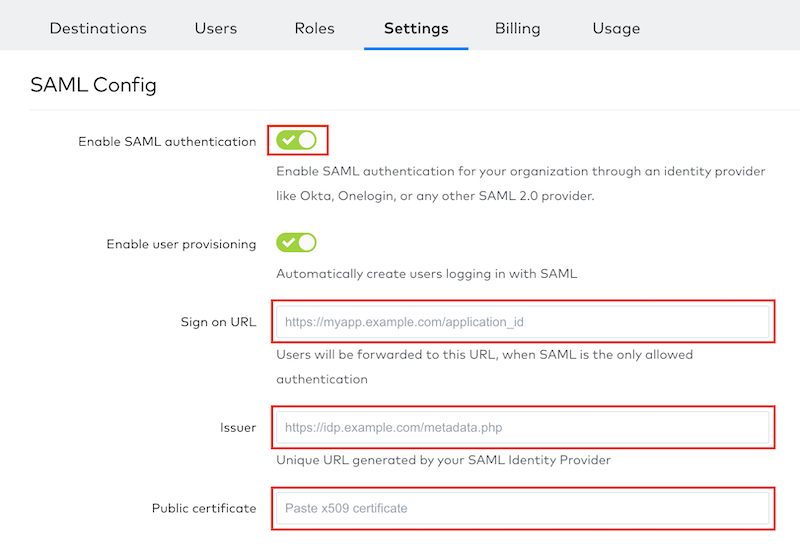 Destinations Users Roles Settings Billing Usage
SAML Config
Enable SAML authentication
Enable SAML authentication for your organization through an identity provider
like Okta, Onelogin, or any other SAML 2.0 provider.
Enable user provisioning
Automatically create users logging in with SAML
Sign on URL https://myapp.example.com/application_id
Users will be forwarded to this URL, when SAML is the only allowed
authentication
Issuer https://idp.example.com/metadata.php
Unique URL generated by your SAML Identity Provider
Public certificate Paste x509 certificate